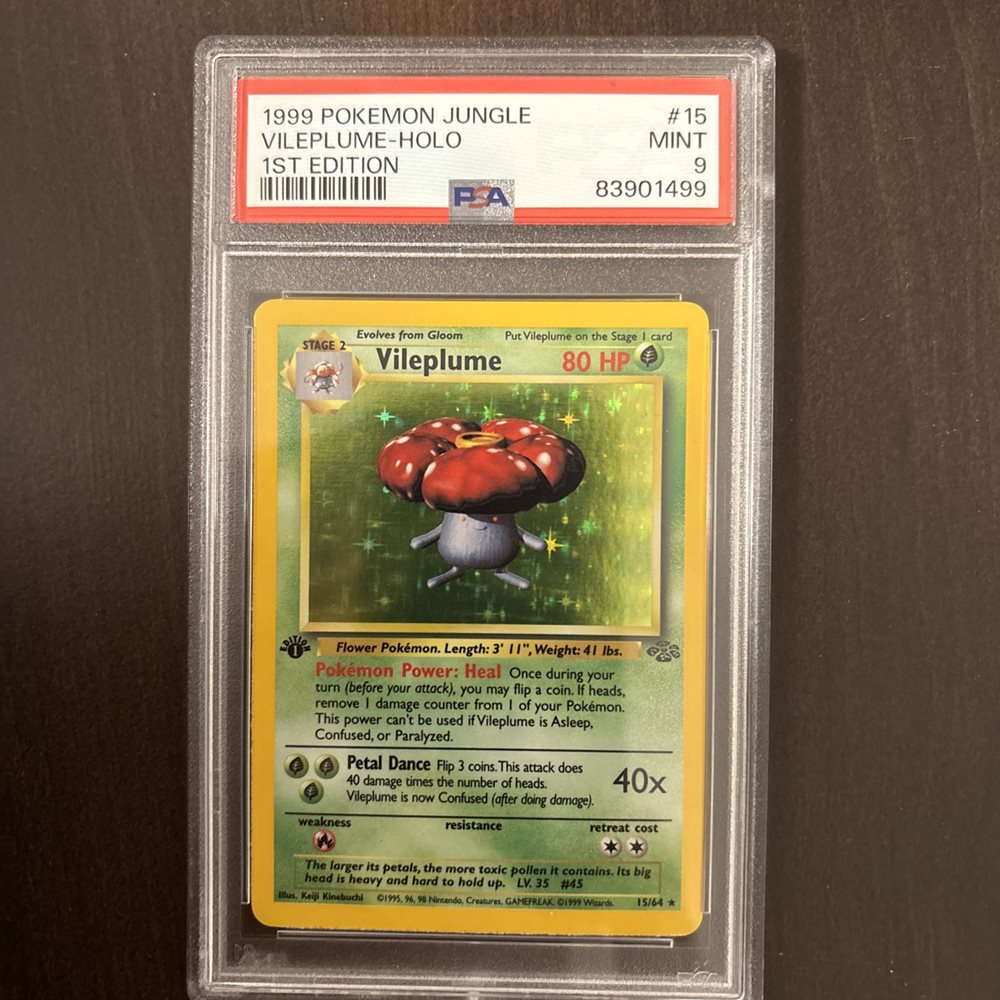 1999 POKEMON JUNGLE #15
VILEPLUME-HOLO MINT
1ST EDITION 9
PSA 83901499
Evolves from Gloom Put Vileplume on the Stage 1 card
STAGE 2 Vileplume 80 HP
EDITION 1
Flower Pokémon. Length: 3' 11", Weight: 41 lbs.
Pokémon Power: Heal Once during your
turn (before your attack), you may flip a coin. If heads,
remove 1 damage counter from 1 of your Pokémon.
This power can't be used if Vileplume is Asleep,
Confused, or Paralyzed.
Petal Dance Flip 3 coins. This attack does
40 damage times the number of heads.
Vileplume is now Confused (after doing damage).
40x
weakness resistance retreat cost
The larger its petals, the more toxic pollen it contains. Its big
head is heavy and hard to hold up. LV. 35 #45
Illus. Keiji Kinebuchi ©1995, 96, 98 Nintendo, Creatures, GAMEFREAK. ©1999 Wizards. 15/64 ★